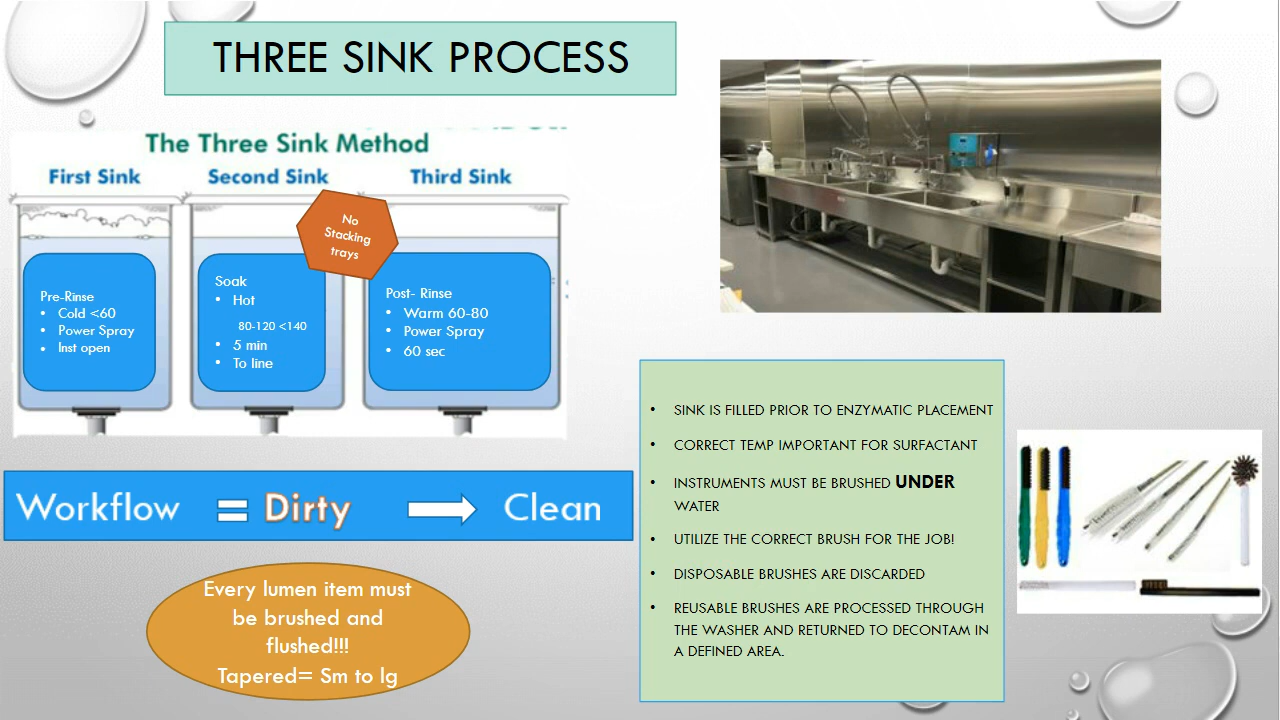 THREE SINK PROCESS
The Three Sink Method
First Sink
Second Sink
Third Sink
No
Stacking
trays
Pre-Rinse
• Cold <60
• Power Spray
• Inst open
Soak
• Hot
80-120 <140
• 5 min
• To line
Post- Rinse
• Warm 60-80
• Power Spray
• 60 sec
Workflow = Dirty → Clean
Every lumen item must
be brushed and
flushed!!!
Tapered= Sm to lg
• SINK IS FILLED PRIOR TO ENZYMATIC PLACEMENT
• CORRECT TEMP IMPORTANT FOR SURFACTANT
• INSTRUMENTS MUST BE BRUSHED UNDER
WATER
• UTILIZE THE CORRECT BRUSH FOR THE JOB!
• DISPOSABLE BRUSHES ARE DISCARDED
• REUSABLE BRUSHES ARE PROCESSED THROUGH
THE WASHER AND RETURNED TO DECONTAM IN
A DEFINED AREA.